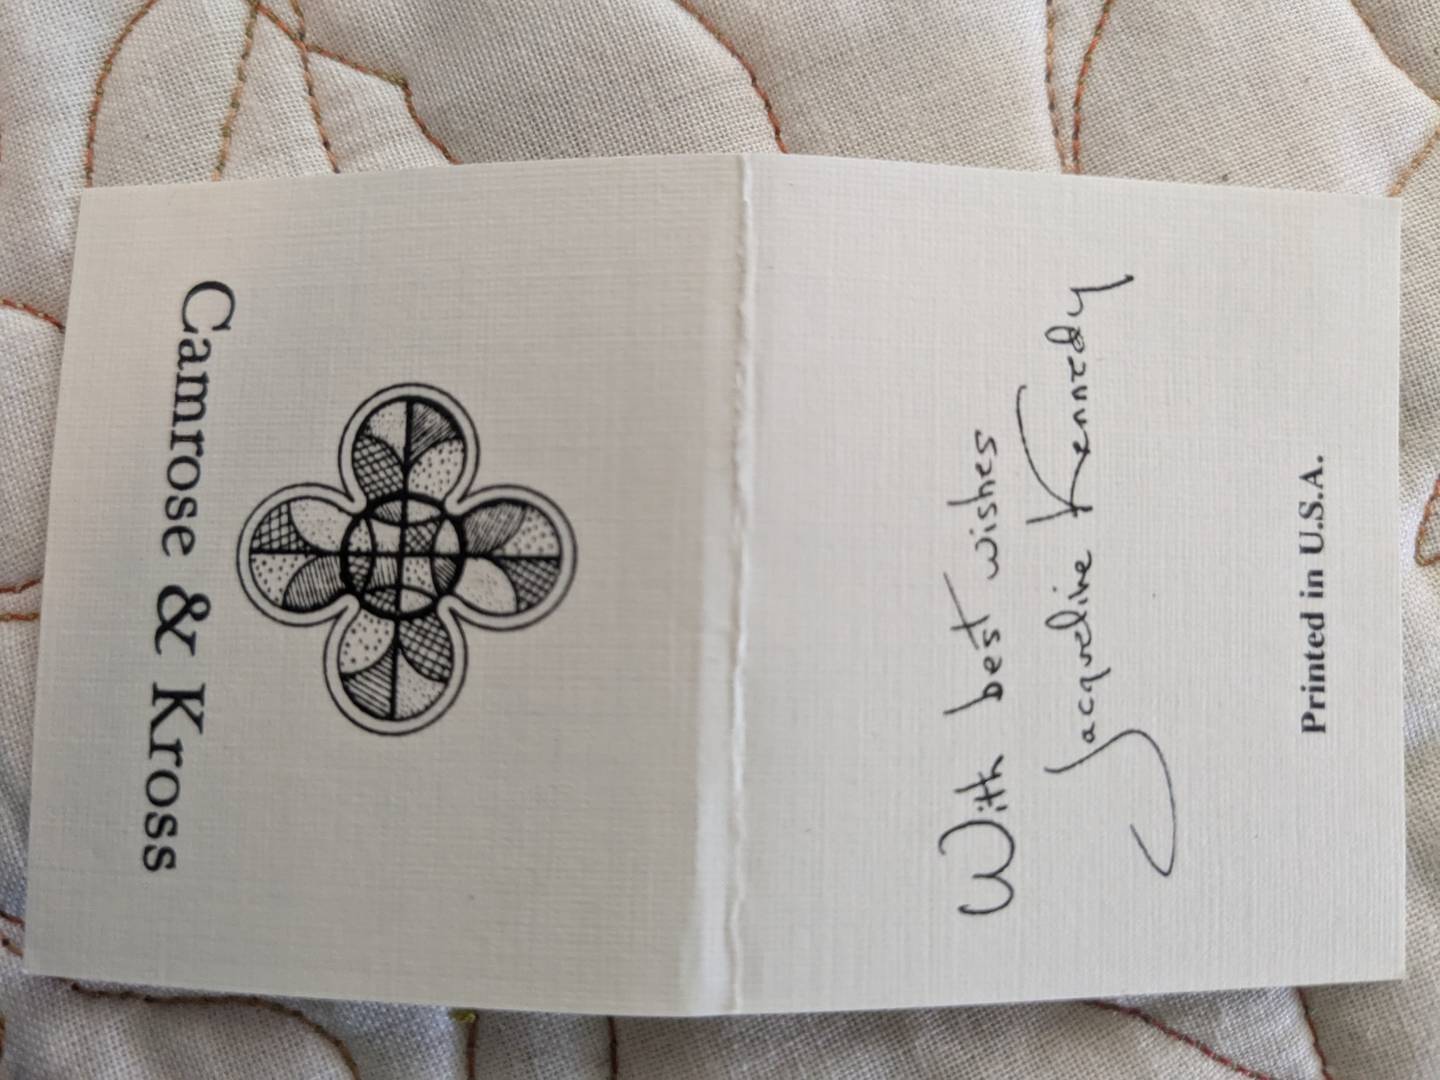 Camrose & Kross
With best wishes
Jacqueline Kennedy
Printed in U.S.A.